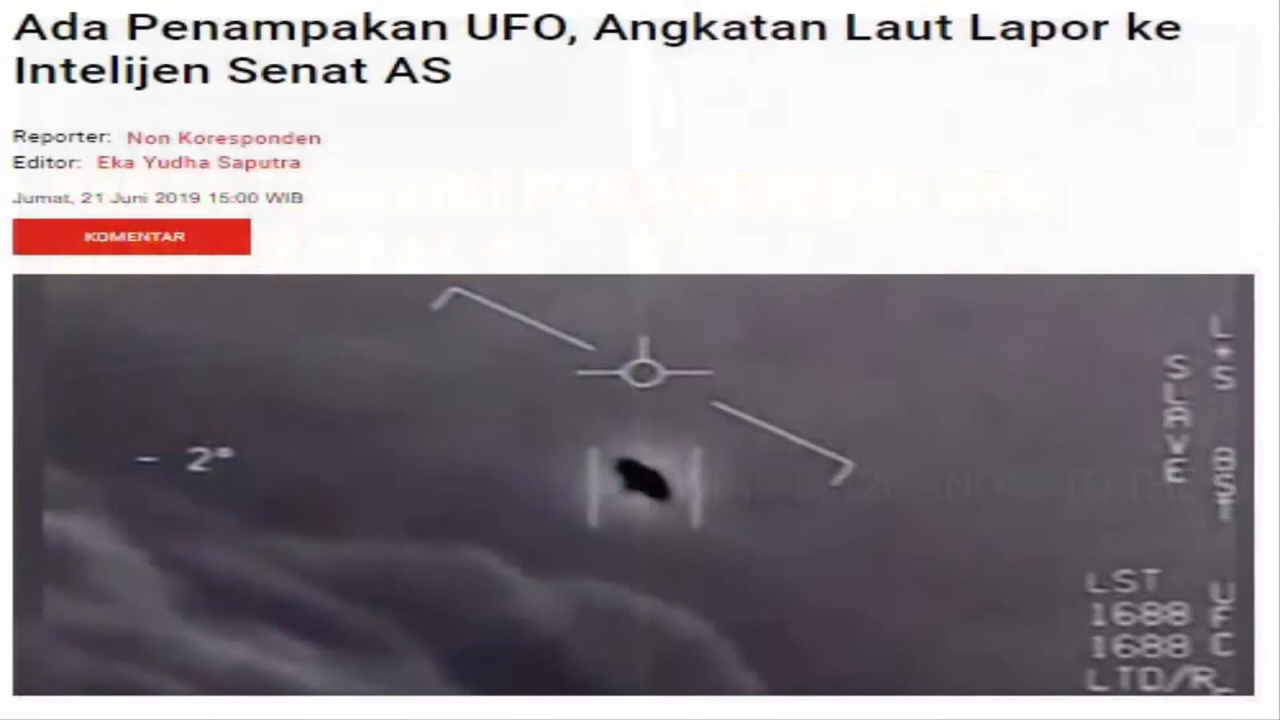 Ada Penampakan UFO, Angkatan Laut Lapor ke
Intelijen Senat AS
Reporter: Non Koresponden
Editor: Eka Yudha Saputra
Jumat, 21 Juni 2019 15:00 WIB
KOMENTAR
- 2°
L+S
SLAVE
LST
1688
1688
LTD/R